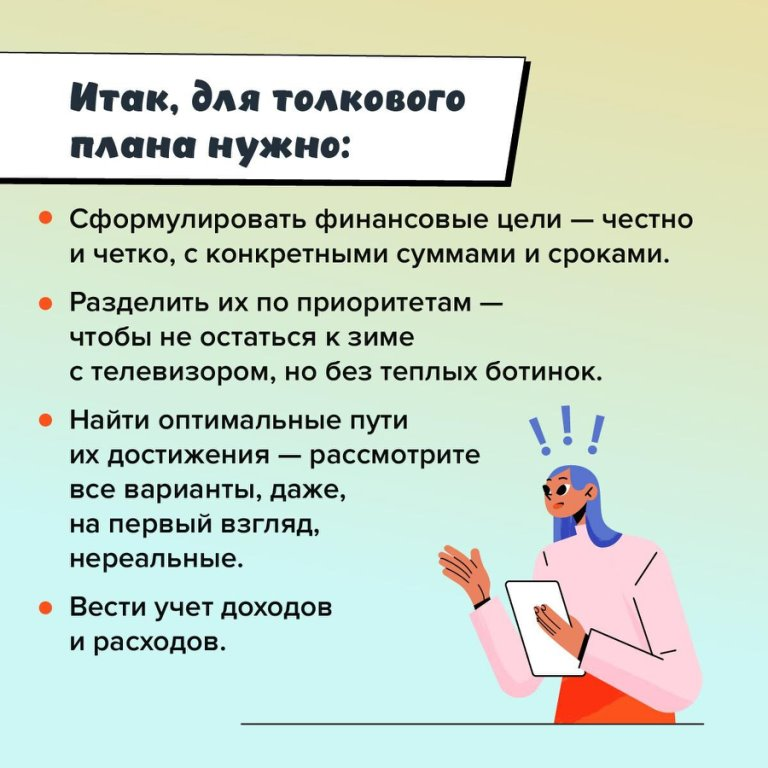 Итак, для толкового
плана нужно:
• Сформулировать финансовые цели — честно
и четко, с конкретными суммами и сроками.
• Разделить их по приоритетам —
чтобы не остаться к зиме
с телевизором, но без теплых ботинок.
• Найти оптимальные пути
их достижения — рассмотрите
все варианты, даже,
на первый взгляд,
нереальные.
• Вести учет доходов
и расходов.
! ! !